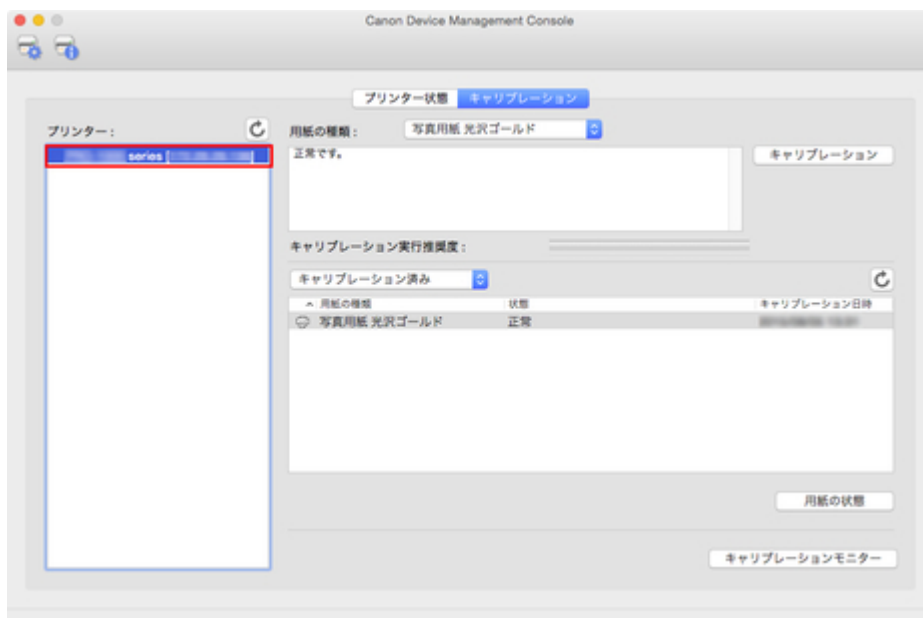 Canon Device Management Console
プリンター状態 キャリブレーション
プリンター：
用紙の種類： 写真用紙 光沢ゴールド
series [
正常です。
キャリブレーション
キャリブレーション実行推奨度：
キャリブレーション済み
用紙の種類 状態 キャリブレーション日時
写真用紙 光沢ゴールド 正常
用紙の状態
キャリブレーションモニター